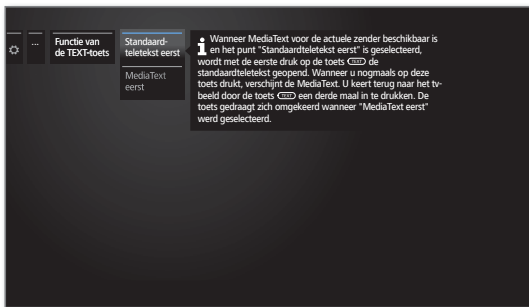 ...
Functie van
de TEXT-toets
Standaard-
teletekst eerst
MediaText
eerst
Wanneer MediaText voor de actuele zender beschikbaar is
en het punt "Standaardteletekst eerst" is geselecteerd,
wordt met de eerste druk op de toets TEXT de
standaardteletekst geopend. Wanneer u nogmaals op deze
toets drukt, verschijnt de MediaText. U keert terug naar het tv-
beeld door de toets TEXT een derde maal in te drukken. De
toets gedraagt zich omgekeerd wanneer "MediaText eerst"
werd geselecteerd.